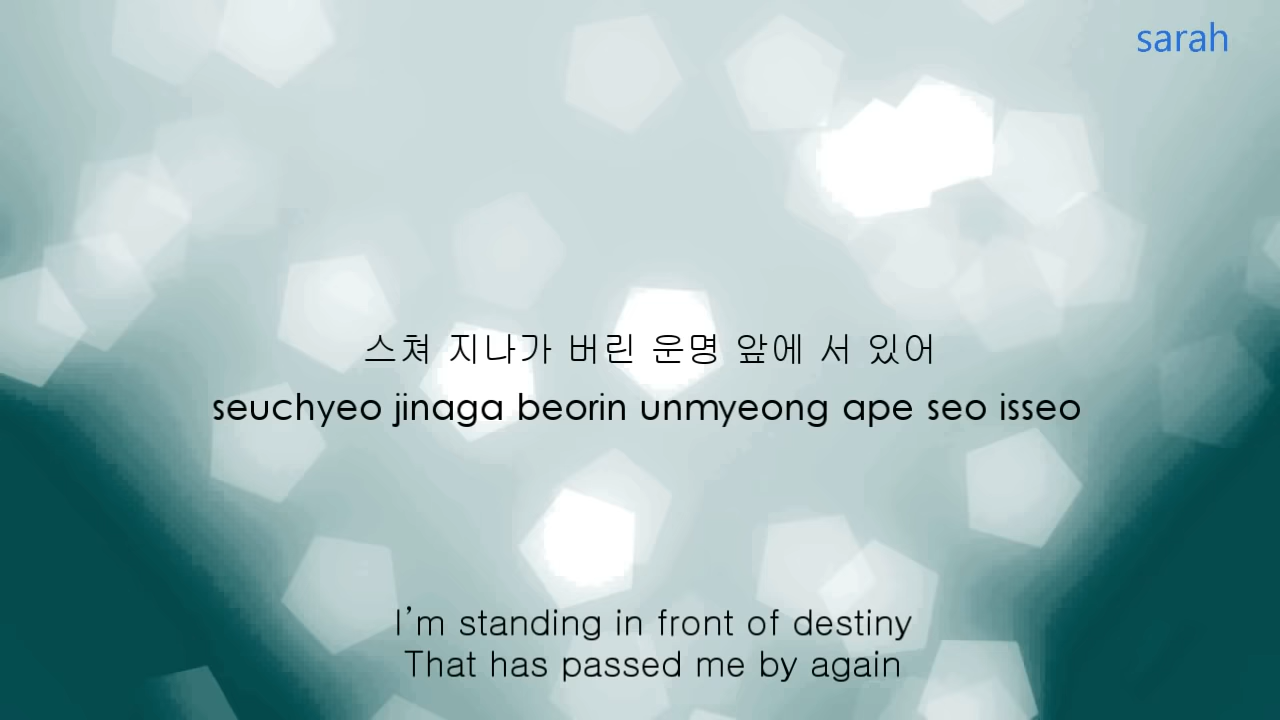 sarah
스쳐 지나가 버린 운명 앞에 서 있어
seuchyeo jinaga beorin unmyeong ape seo isseo
I'm standing in front of destiny
That has passed me by again